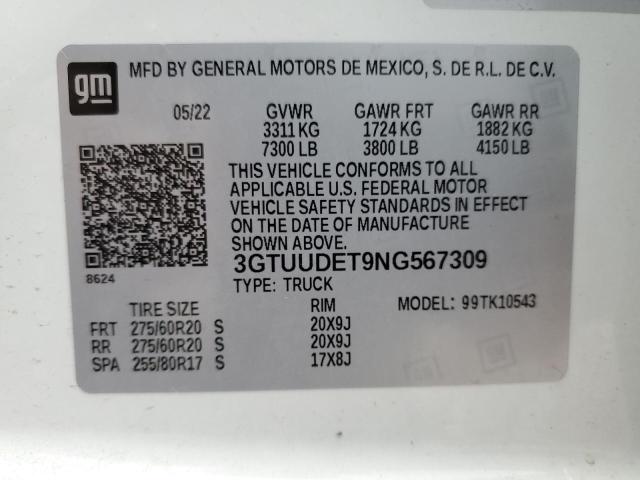 gm
MFD BY GENERAL MOTORS DE MEXICO, S. DE R.L. DE C.V.
05/22 GVWR GAWR FRT GAWR RR
3311 KG 1724 KG 1882 KG
7300 LB 3800 LB 4150 LB
THIS VEHICLE CONFORMS TO ALL
APPLICABLE U.S. FEDERAL MOTOR
VEHICLE SAFETY STANDARDS IN EFFECT
ON THE DATE OF MANUFACTURE
SHOWN ABOVE.
8624
3GTUUDET9NG567309
TYPE: TRUCK
TIRE SIZE RIM MODEL: 99TK10543
FRT 275/60R20 S 20X9J
RR 275/60R20 S 20X9J
SPA 255/80R17 S 17X8J